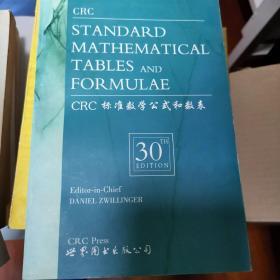 CRC
STANDARD
MATHEMATICAL
TABLES AND
FORMULAE
CRC 标准数学公式和数表
30TH
EDITION
Editor-in-Chief
DANIEL ZWILLINGER
CRC Press
世界图书出版公司